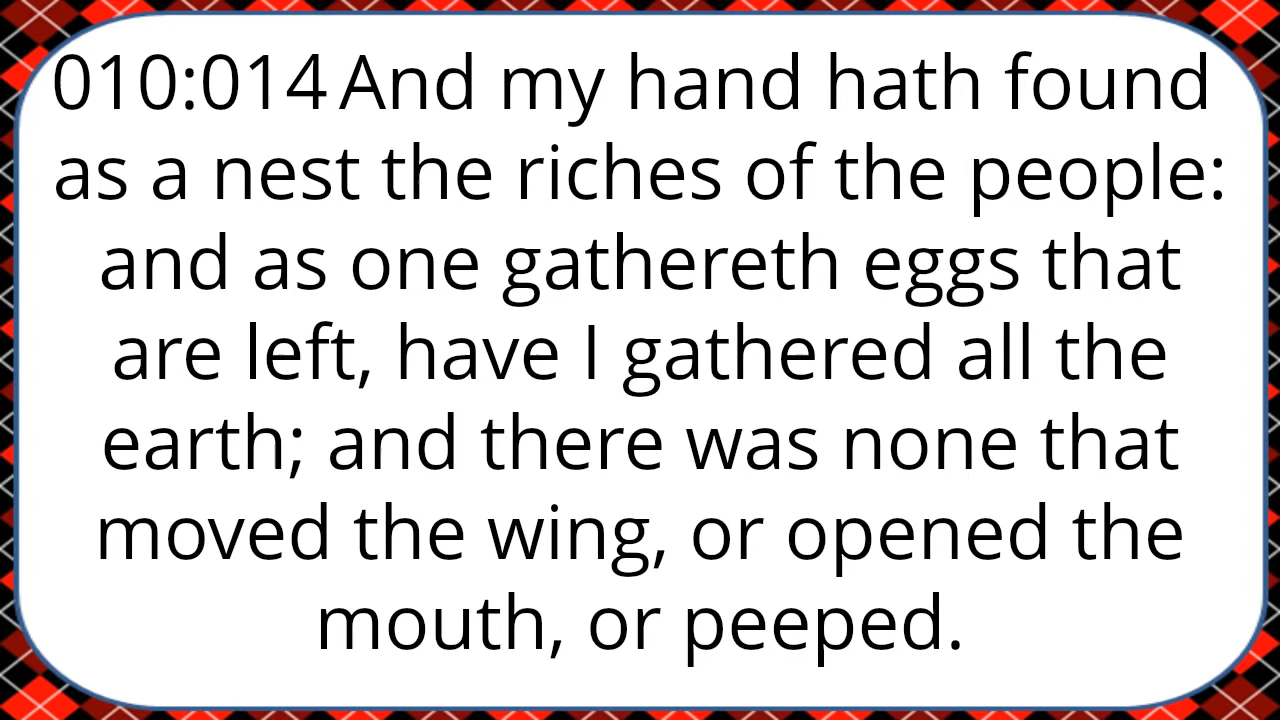 010:014 And my hand hath found
as a nest the riches of the people:
and as one gathereth eggs that
are left, have I gathered all the
earth; and there was none that
moved the wing, or opened the
mouth, or peeped.